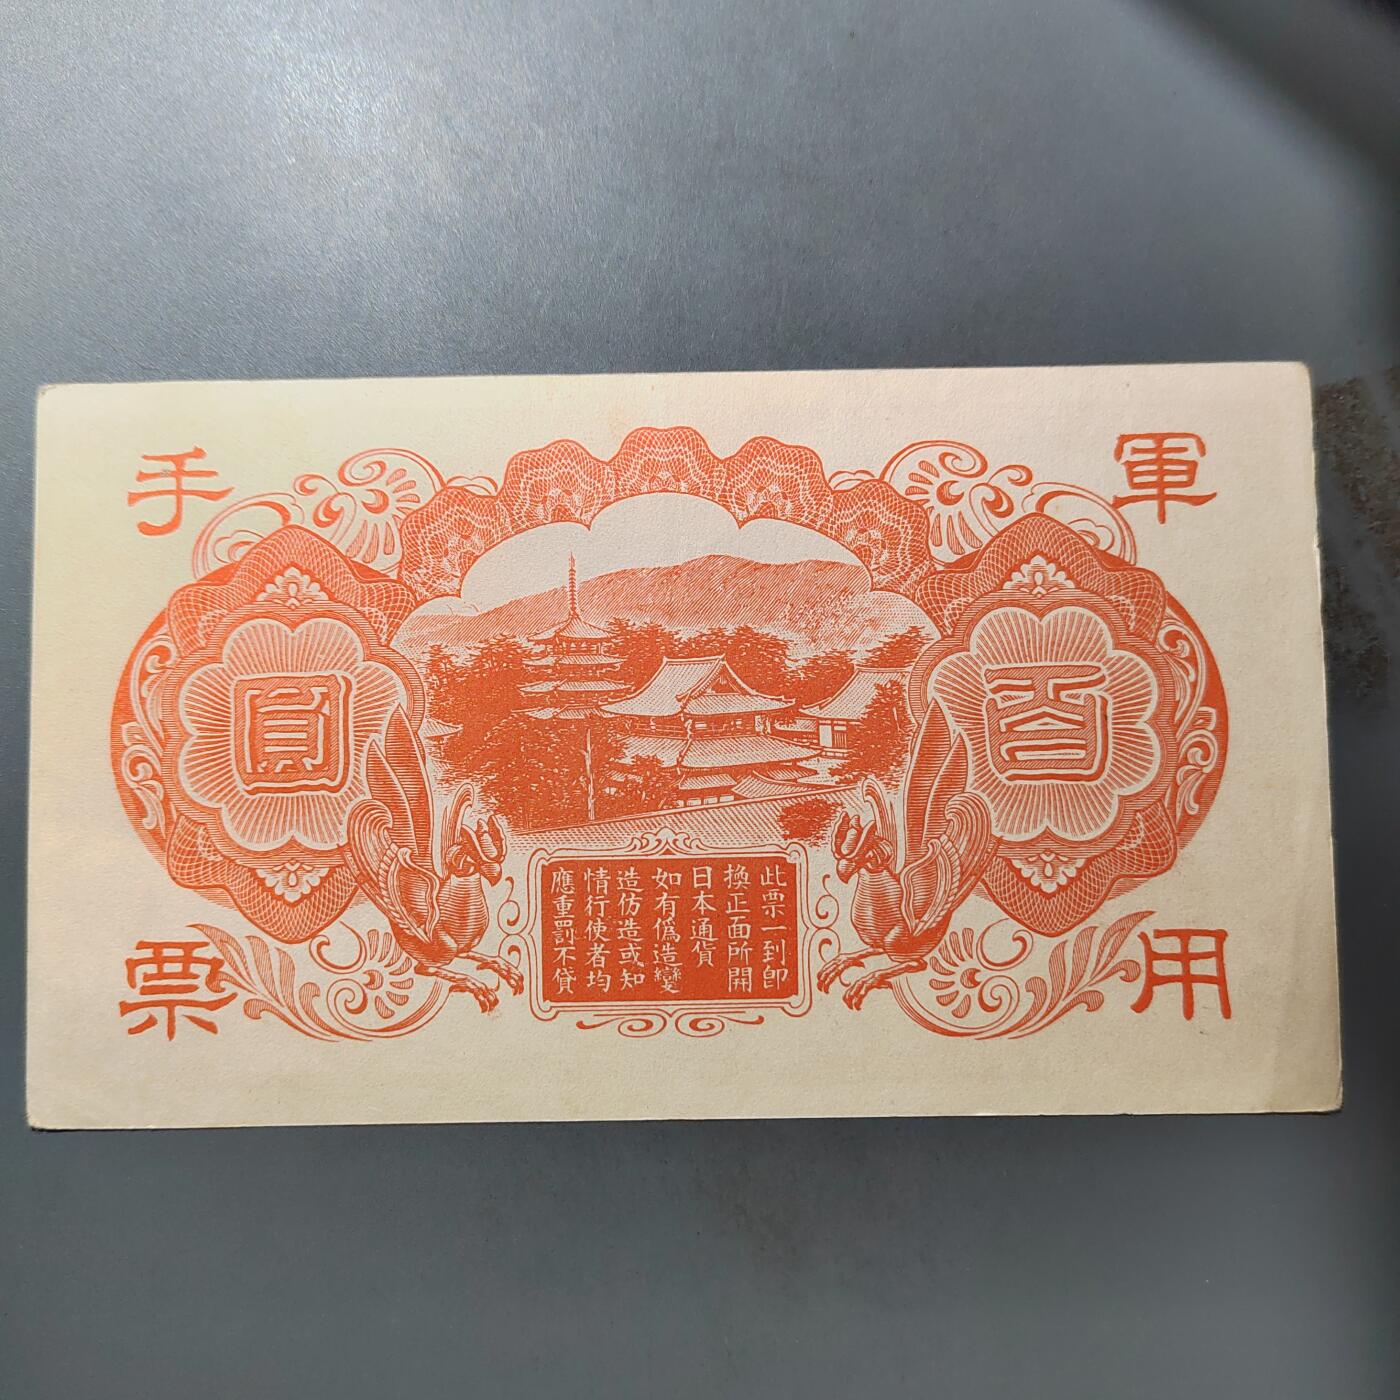 軍用
手票
百
圓
此票一到即
換正面所開
日本通貨
如有偽造變
造仿造或知
情行使者均
應重罰不貸